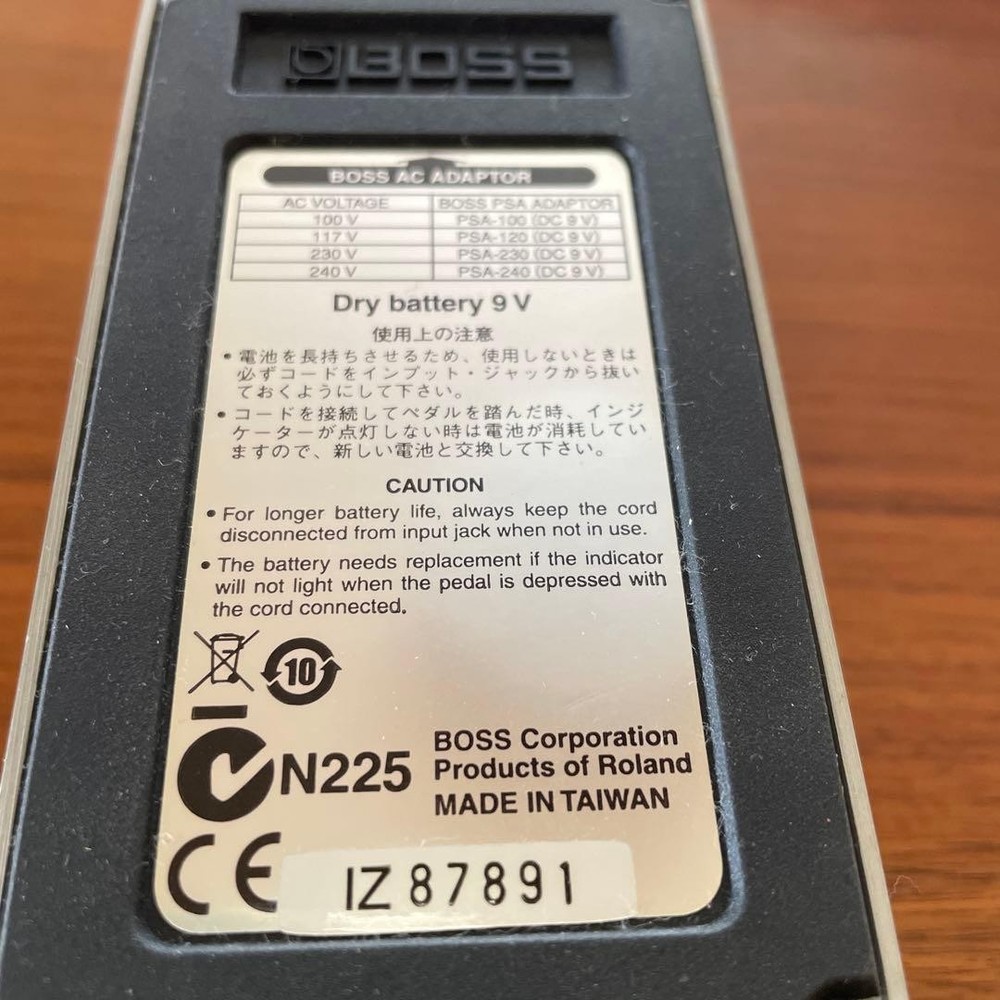 BOSS
BOSS AC ADAPTOR
AC VOLTAGE BOSS PSA ADAPTOR
100 V PSA-100 (DC 9 V)
117 V PSA-120 (DC 9 V)
230 V PSA-230 (DC 9 V)
240 V PSA-240 (DC 9 V)
Dry battery 9 V
使用上の注意
• 電池を長持ちさせるため、使用しないときは
必ずコードをインプット・ジャックから抜い
ておくようにして下さい。
• コードを接続してペダルを踏んだ時、インジ
ケーターが点灯しない時は電池が消耗してい
ますので、新しい電池と交換して下さい。
CAUTION
• For longer battery life, always keep the cord
disconnected from input jack when not in use.
• The battery needs replacement if the indicator
will not light when the pedal is depressed with
the cord connected.
10
N225
BOSS Corporation
Products of Roland
MADE IN TAIWAN
CE
IZ 87891